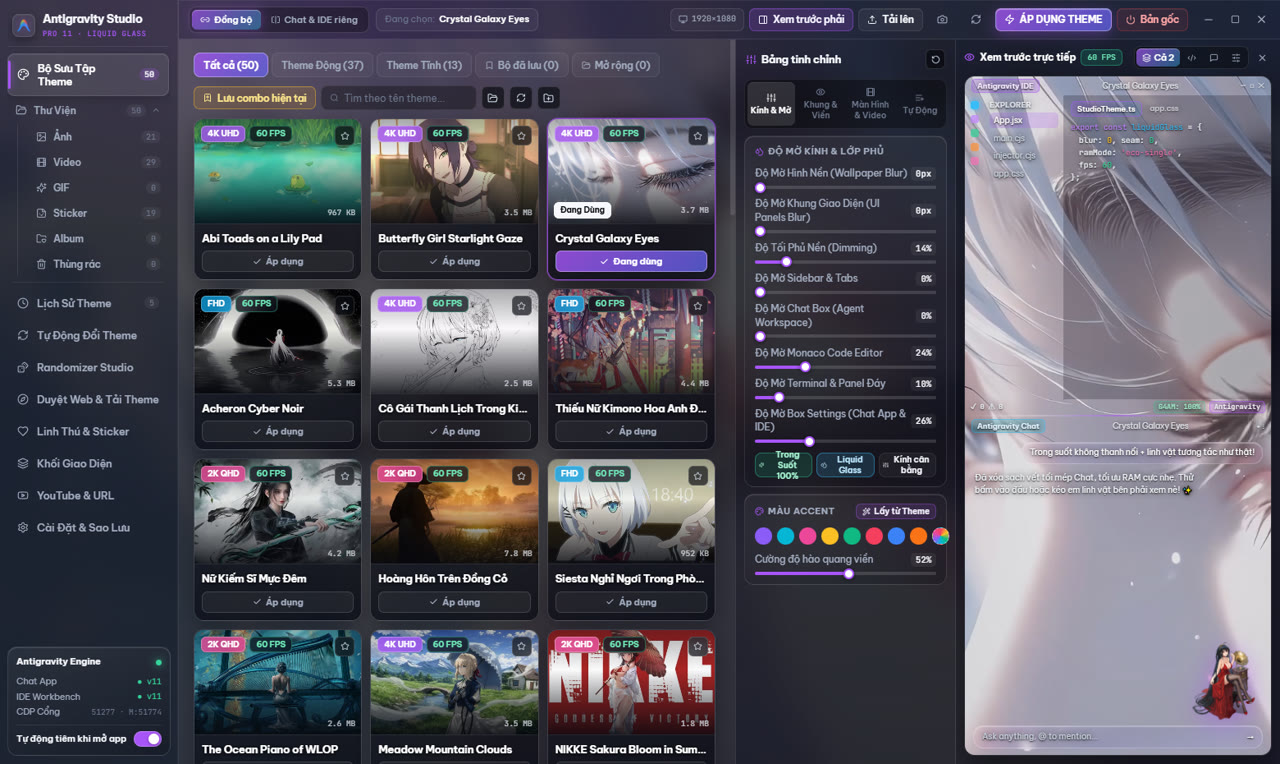 Antigravity Studio
PRO 11 · LIQUID GLASS
Đồng bộ
Chat & IDE riêng
Đang chọn: Crystal Galaxy Eyes
1920×1080
Xem trước phải
Tải lên
ÁP DỤNG THEME
Bản gốc
Bộ Sưu Tập Theme 50
Thư Viện 50
Ảnh 21
Video 29
GIF 0
Sticker 19
Album 0
Thùng rác 0
Lịch Sử Theme 5
Tự Động Đổi Theme
Randomizer Studio
Duyệt Web & Tải Theme
Linh Thú & Sticker
Khối Giao Diện
YouTube & URL
Cài Đặt & Sao Lưu
Antigravity Engine
Chat App v11
IDE Workbench v11
CDP Cổng 51277 · M:51774
Tự động tiêm khi mở app
Tất cả (50)
Theme Động (37)
Theme Tĩnh (13)
Bộ đã lưu (0)
Mở rộng (0)
Lưu combo hiện tại
Tìm theo tên theme...
4K UHD 60 FPS
967 KB
Abi Toads on a Lily Pad
Áp dụng
4K UHD 60 FPS
3.5 MB
Butterfly Girl Starlight Gaze
Áp dụng
4K UHD 60 FPS
Đang Dùng
3.7 MB
Crystal Galaxy Eyes
Đang dùng
FHD 60 FPS
5.3 MB
Acheron Cyber Noir
Áp dụng
4K UHD 60 FPS
2.5 MB
Cô Gái Thanh Lịch Trong Ki...
Áp dụng
FHD 60 FPS
4.4 MB
Thiếu Nữ Kimono Hoa Anh Đ...
Áp dụng
2K QHD 60 FPS
4.2 MB
Nữ Kiếm Sĩ Mực Đêm
Áp dụng
2K QHD 60 FPS
7.8 MB
Hoàng Hôn Trên Đồng Cỏ
Áp dụng
FHD 60 FPS
18:40
952 KB
Siesta Nghỉ Ngơi Trong Phò...
Áp dụng
2K QHD 60 FPS
2.6 MB
The Ocean Piano of WLOP
4K UHD 60 FPS
3.5 MB
Meadow Mountain Clouds
2K QHD 60 FPS
NIKKE
GODDESS OF VICTORY
1.8 MB
NIKKE Sakura Bloom in Sum...
Bảng tinh chỉnh
Kính & Mờ
Khung & Viền
Màn Hình & Video
Tự Động
ĐỘ MỜ KÍNH & LỚP PHỦ
Độ Mờ Hình Nền (Wallpaper Blur) 0px
Độ Mờ Khung Giao Diện (UI Panels Blur) 0px
Độ Tối Phủ Nền (Dimming) 14%
Độ Mờ Sidebar & Tabs 0%
Độ Mờ Chat Box (Agent Workspace) 0%
Độ Mờ Monaco Code Editor 24%
Độ Mờ Terminal & Panel Đáy 10%
Độ Mờ Box Settings (Chat App & IDE) 26%
Trong Suốt 100%
Liquid Glass
Kính cân bằng
MÀU ACCENT
Lấy từ Theme
Cường độ hào quang viền 52%
Xem trước trực tiếp 60 FPS
Cả 2
Antigravity IDE
Crystal Galaxy Eyes
EXPLORER
App.jsx
main.cjs
injector.cjs
app.css
StudioTheme.ts
app.css
export const liquidGlass = {
blur: 0, seam: 0,
ramMode: "eco-single",
fps: 60,
};
RAM: 100%
Antigravity
Antigravity Chat
Crystal Galaxy Eyes
Trong suốt không thanh nối + linh vật tương tác như thật!
Đã xóa sạch vết tối mép Chat, tối ưu RAM cực nhẹ. Thử
bấm vào đầu hoặc kéo em linh vật bên phải xem nè! ✨
Ask anything, @ to mention...